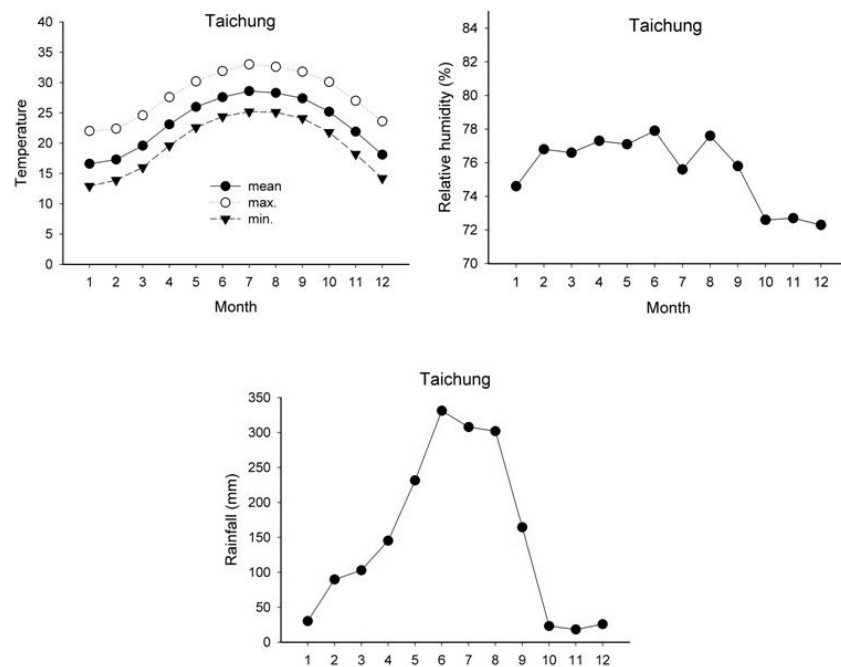 Taichung
40
35
30
25
20
15
10
5
0
Temperature
mean
max.
min.
1 2 3 4 5 6 7 8 9 10 11 12
Month
Taichung
84
82
80
78
76
74
72
70
Relative humidity (%)
1 2 3 4 5 6 7 8 9 10 11 12
Month
Taichung
350
300
250
200
150
100
50
0
Rainfall (mm)
1 2 3 4 5 6 7 8 9 10 11 12
Month